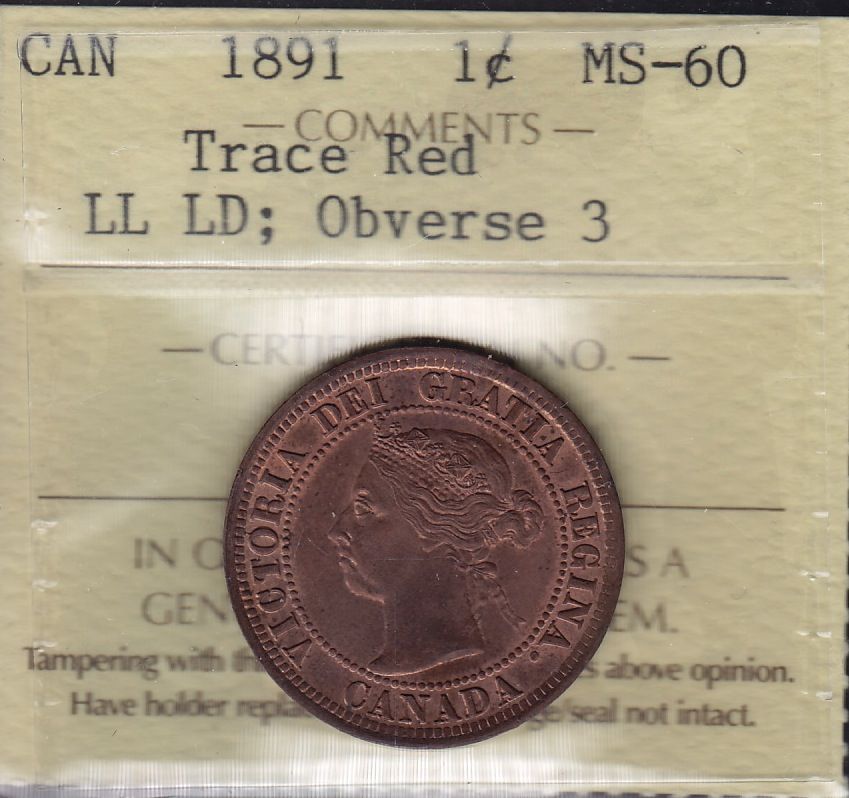 CAN 1891 1¢ MS-60
— COMMENTS —
Trace Red
LL LD; Obverse 3
— CERTI NO. —
VICTORIA DEI GRATIA REGINA
CANADA
IN O S A
GEN EM.
Tampering with th s above opinion.
Have holder repla ge/seal not intact.